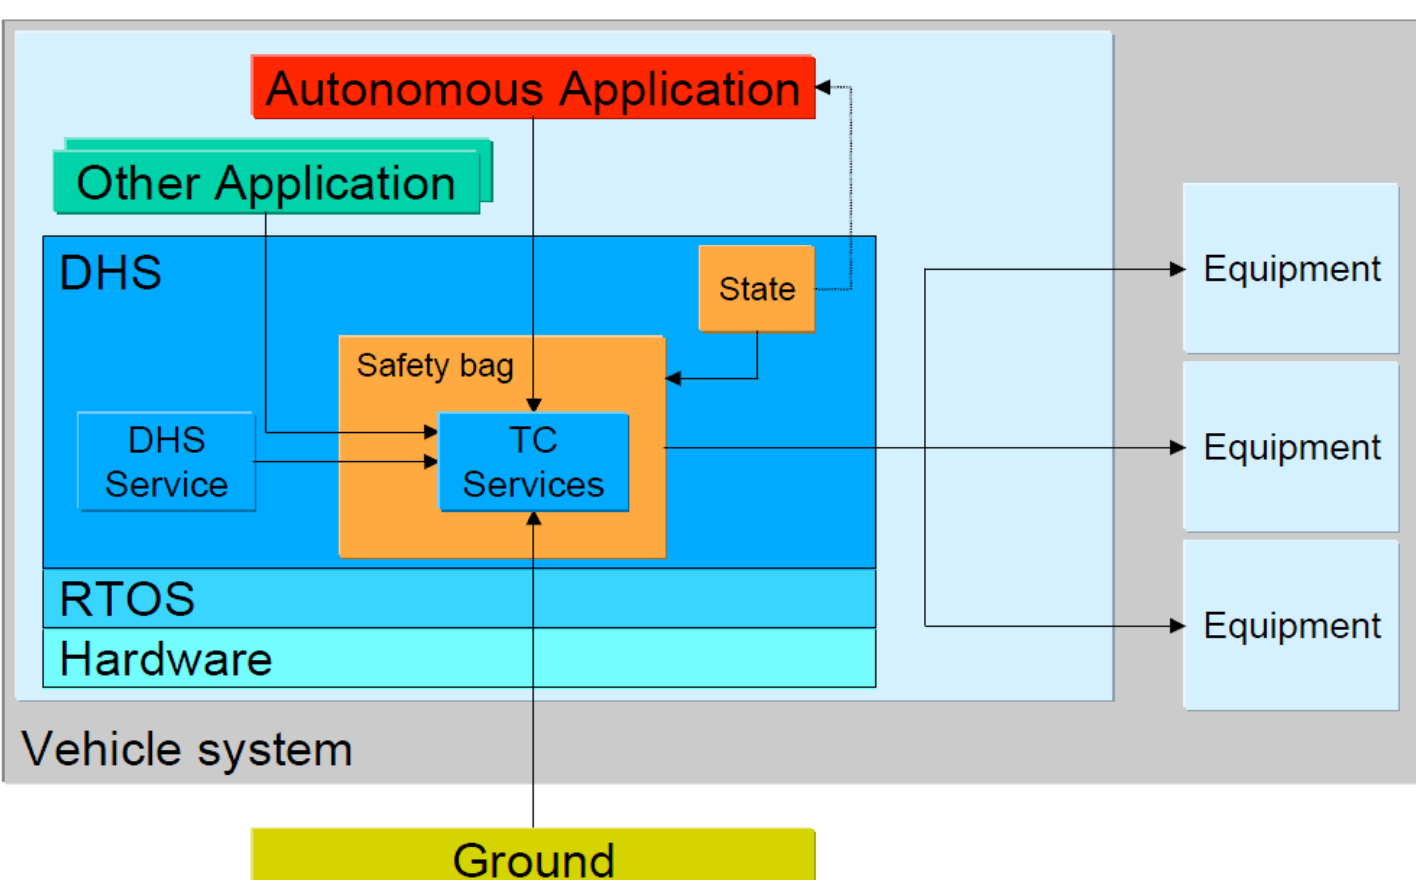 Autonomous Application
Other Application
DHS
State
Safety bag
DHS
Service
TC
Services
Equipment
Equipment
Equipment
RTOS
Hardware
Vehicle system
Ground